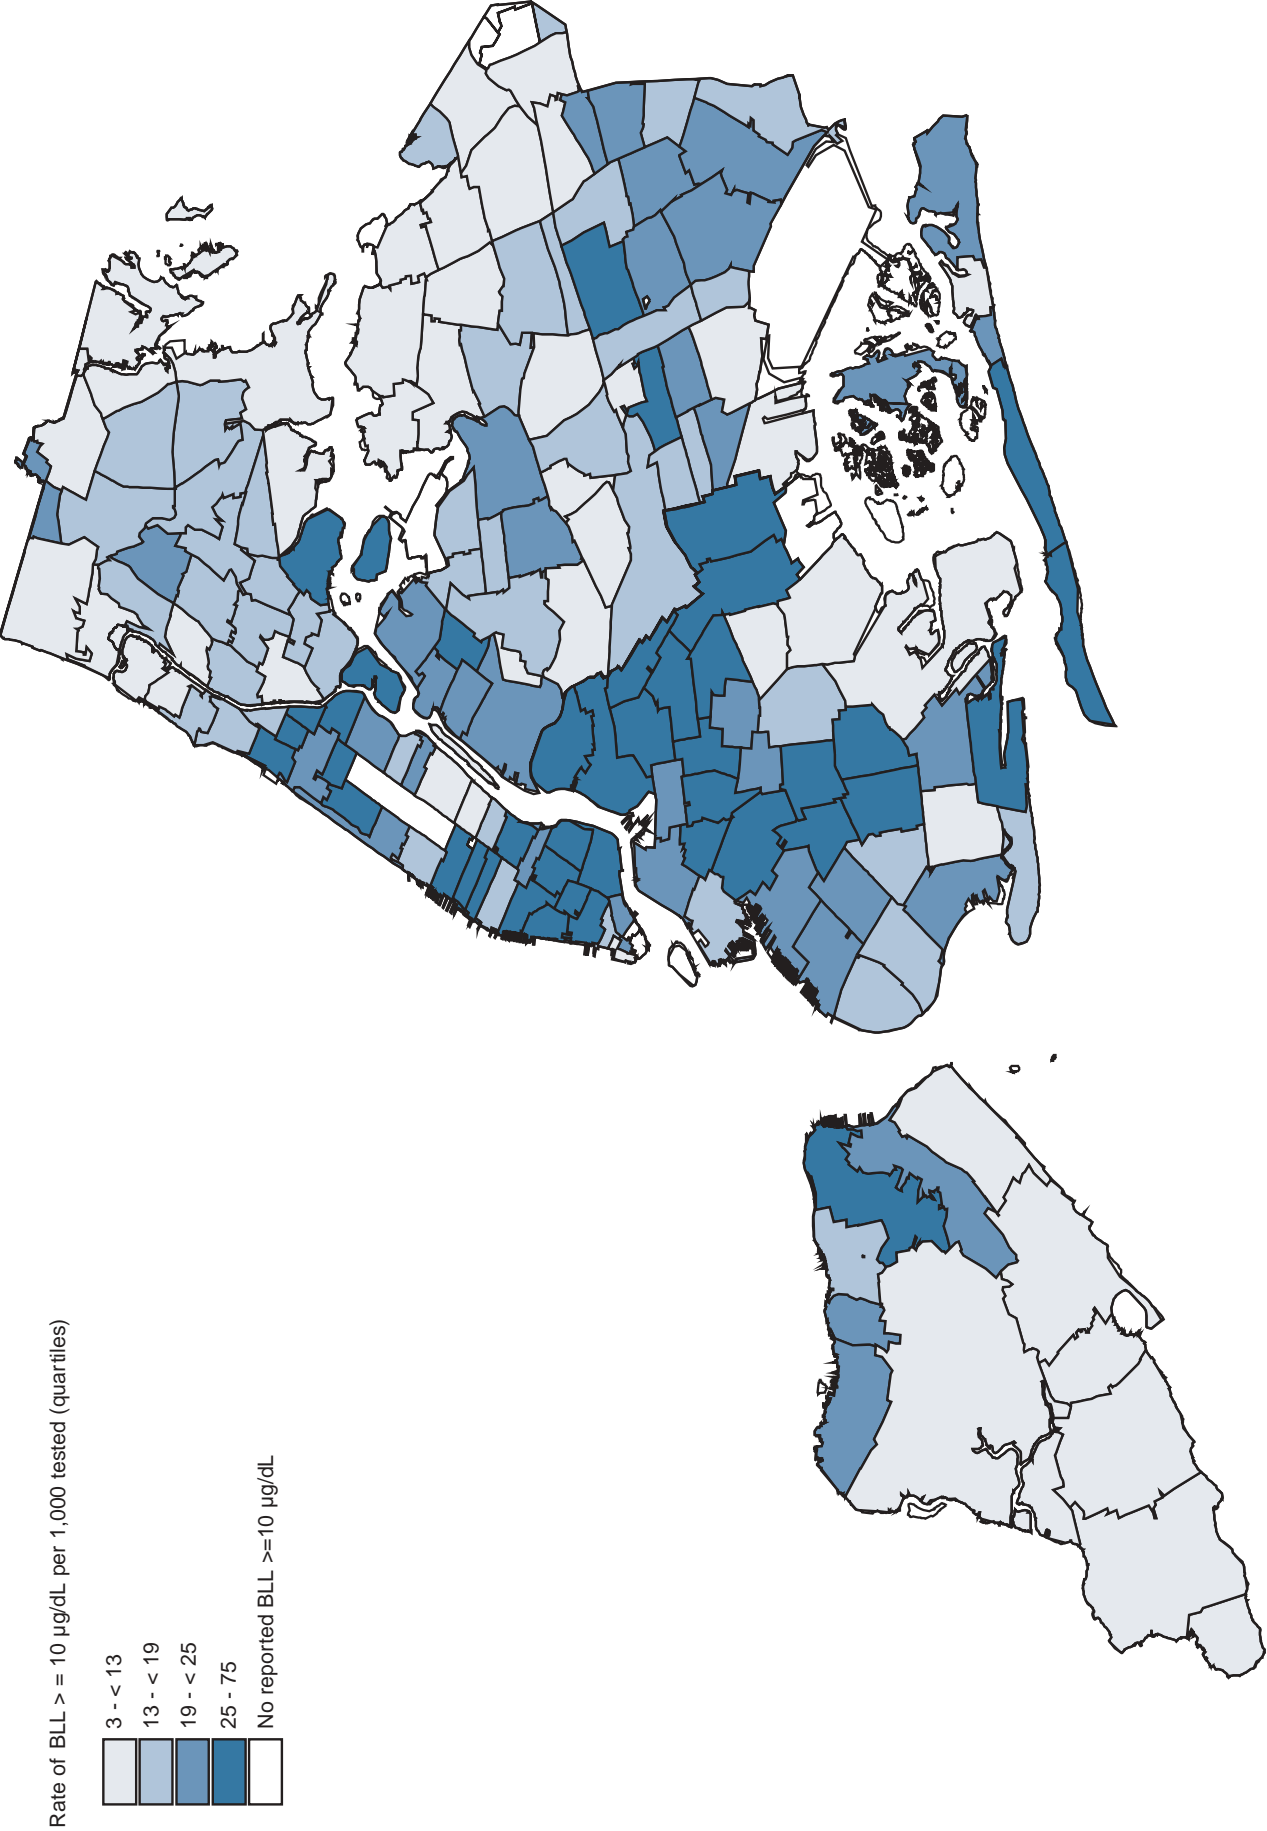 Rate of BLL > = 10 µg/dL per 1,000 tested (quartiles)
3 - < 13
13 - < 19
19 - < 25
25 - 75
No reported BLL >=10 µg/dL